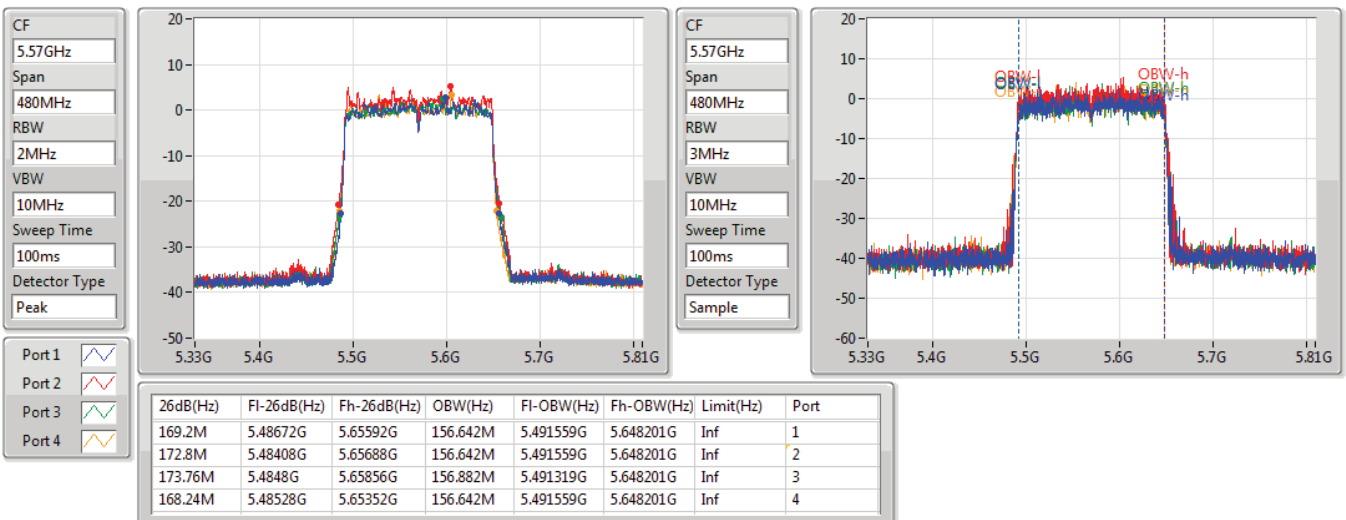 CF
5.57GHz
Span
480MHz
RBW
2MHz
VBW
10MHz
Sweep Time
100ms
Detector Type
Peak
20
10
0
-10
-20
-30
-40
-50
5.33G 5.4G 5.5G 5.6G 5.7G 5.81G
CF
5.57GHz
Span
480MHz
RBW
3MHz
VBW
10MHz
Sweep Time
100ms
Detector Type
Sample
20
10
0
-10
-20
-30
-40
-50
-60
OBW-h
5.33G 5.4G 5.5G 5.6G 5.7G 5.81G
Port 1
Port 2
Port 3
Port 4
26dB(Hz) Fl-26dB(Hz) Fh-26dB(Hz) OBW(Hz) Fl-OBW(Hz) Fh-OBW(Hz) Limit(Hz) Port
169.2M 5.48672G 5.65592G 156.642M 5.491559G 5.648201G Inf 1
172.8M 5.48408G 5.65688G 156.642M 5.491559G 5.648201G Inf 2
173.76M 5.4848G 5.65856G 156.882M 5.491319G 5.648201G Inf 3
168.24M 5.48528G 5.65352G 156.642M 5.491559G 5.648201G Inf 4